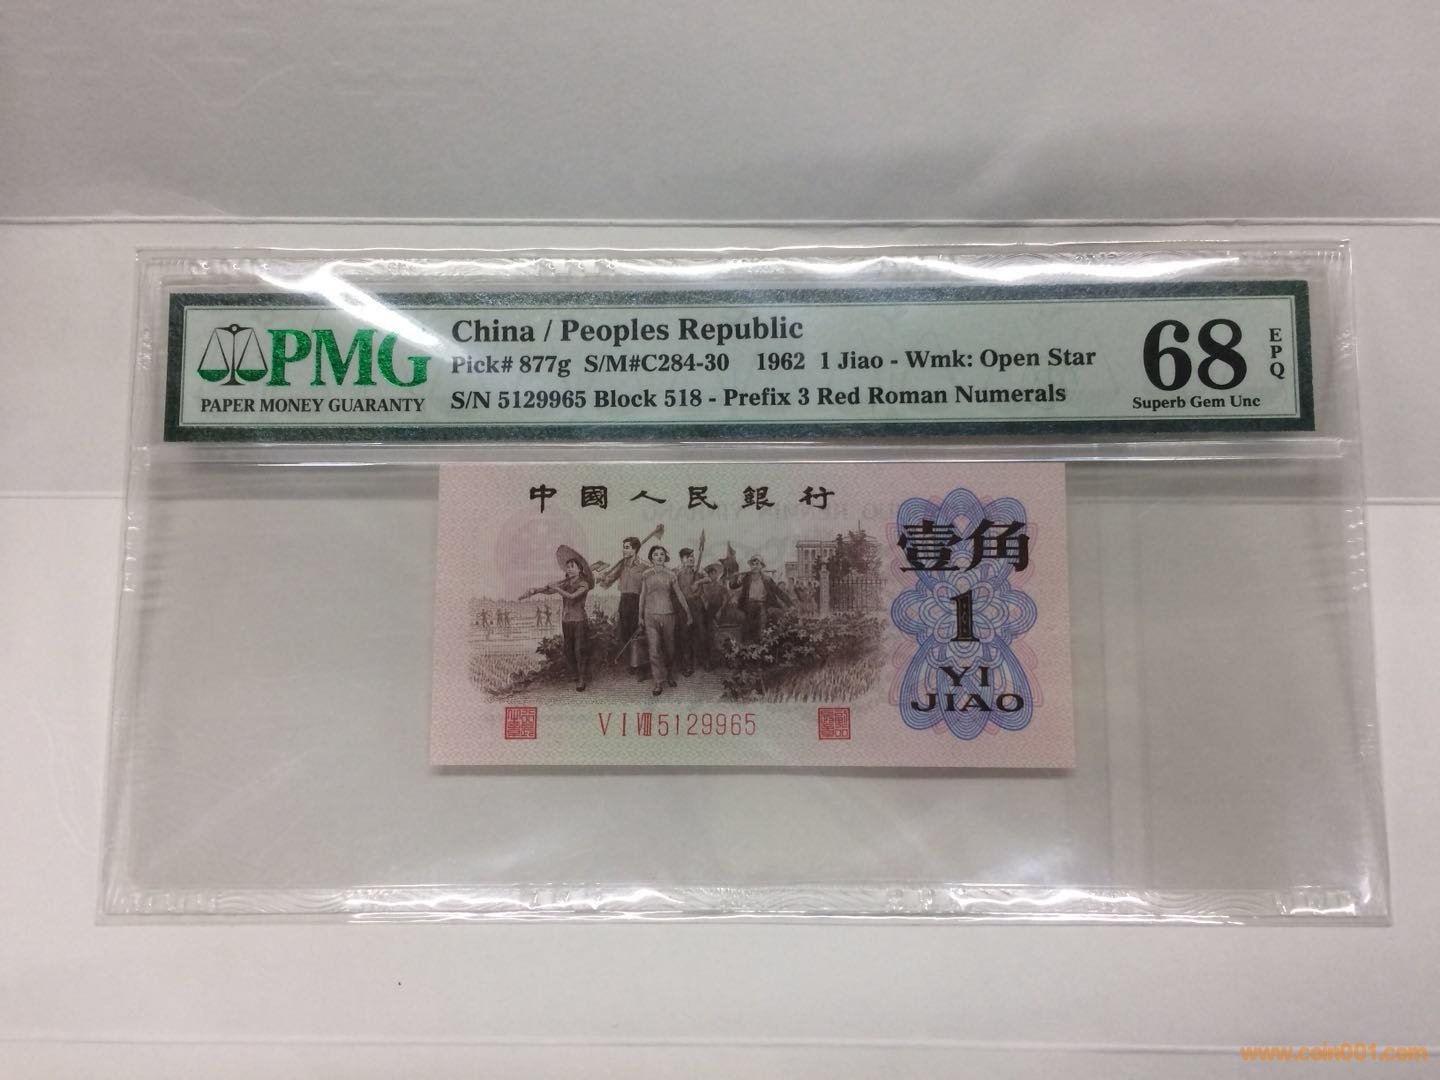 PMG
PAPER MONEY GUARANTY
China / Peoples Republic
Pick# 877g S/M#C284-30 1962 1 Jiao - Wmk: Open Star
S/N 5129965 Block 518 - Prefix 3 Red Roman Numerals
68
EPQ
Superb Gem Unc
中國人民銀行
壹角
1
YI
JIAO
V I VIII 5129965
www.coin001.com